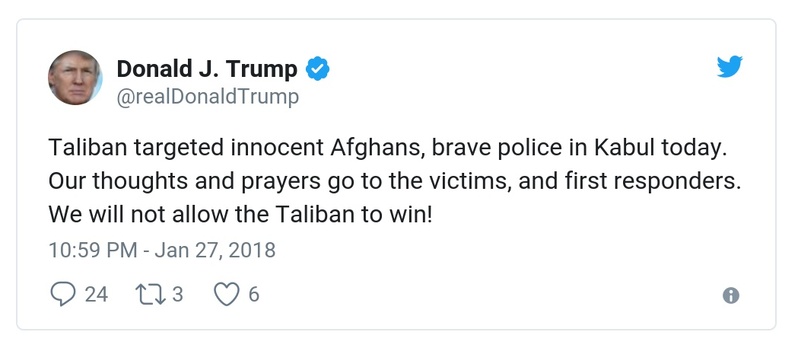 Donald J. Trump
@realDonaldTrump
Taliban targeted innocent Afghans, brave police in Kabul today.
Our thoughts and prayers go to the victims, and first responders.
We will not allow the Taliban to win!
10:59 PM - Jan 27, 2018
24 3 6